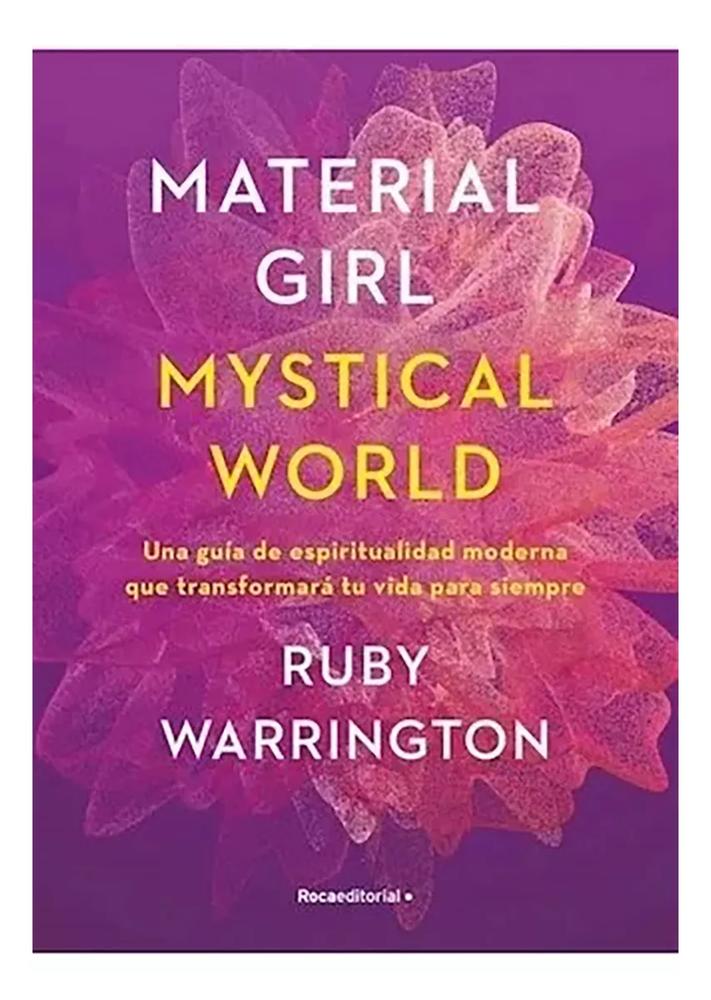 MATERIAL
GIRL
MYSTICAL
WORLD
Una guía de espiritualidad moderna
que transformará tu vida para siempre
RUBY
WARRINGTON
Rocaeditorial